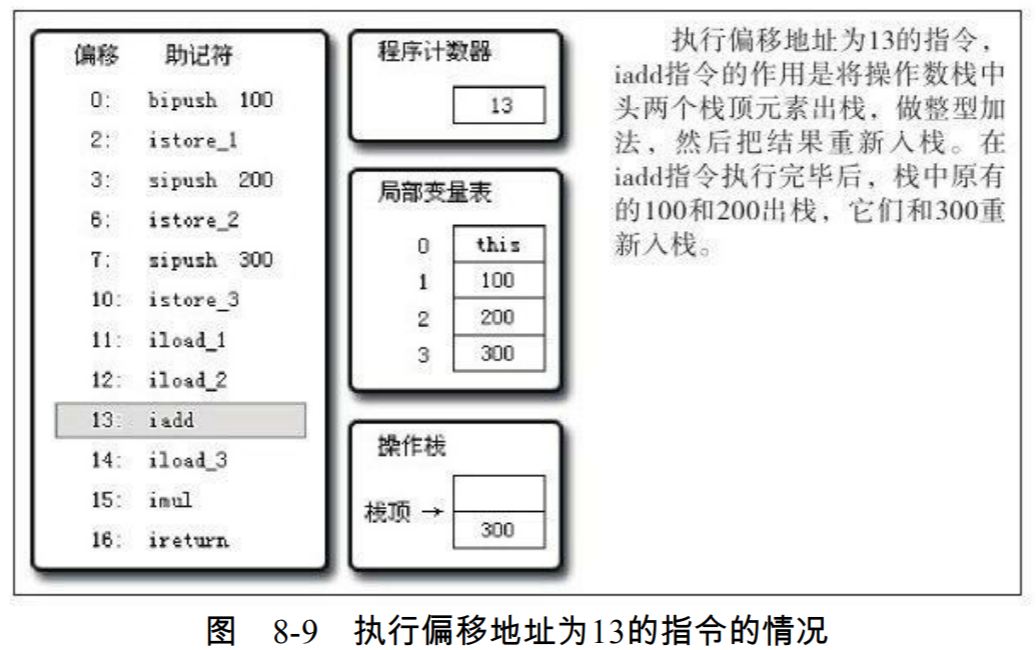 偏移 助记符
0: bipush 100
2: istore_1
3: sipush 200
6: istore_2
7: sipush 300
10: istore_3
11: iload_1
12: iload_2
13: iadd
14: iload_3
15: imul
16: ireturn
程序计数器
13
局部变量表
0 this
1 100
2 200
3 300
操作栈
栈顶 →
300
执行偏移地址为13的指令，
iadd指令的作用是将操作数栈中
头两个栈顶元素出栈，做整型加
法，然后把结果重新入栈。在
iadd指令执行完毕后，栈中原有
的100和200出栈，它们和300重
新入栈。
图 8-9 执行偏移地址为13的指令的情况